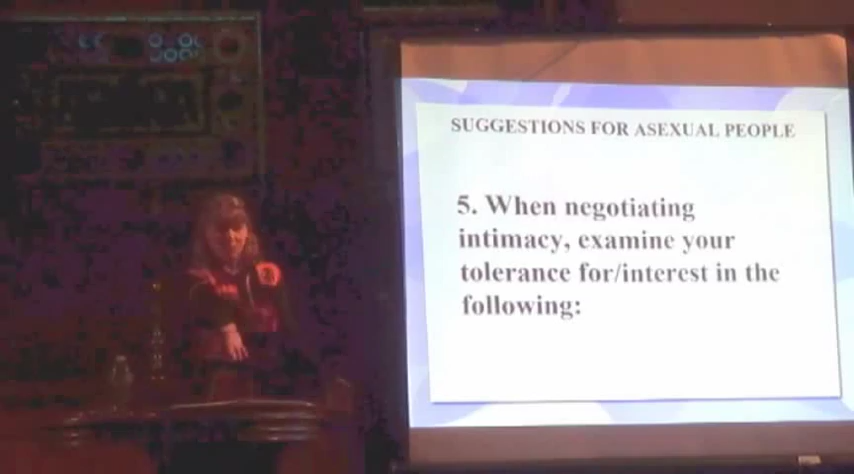 SUGGESTIONS FOR ASEXUAL PEOPLE
5. When negotiating
intimacy, examine your
tolerance for/interest in the
following: